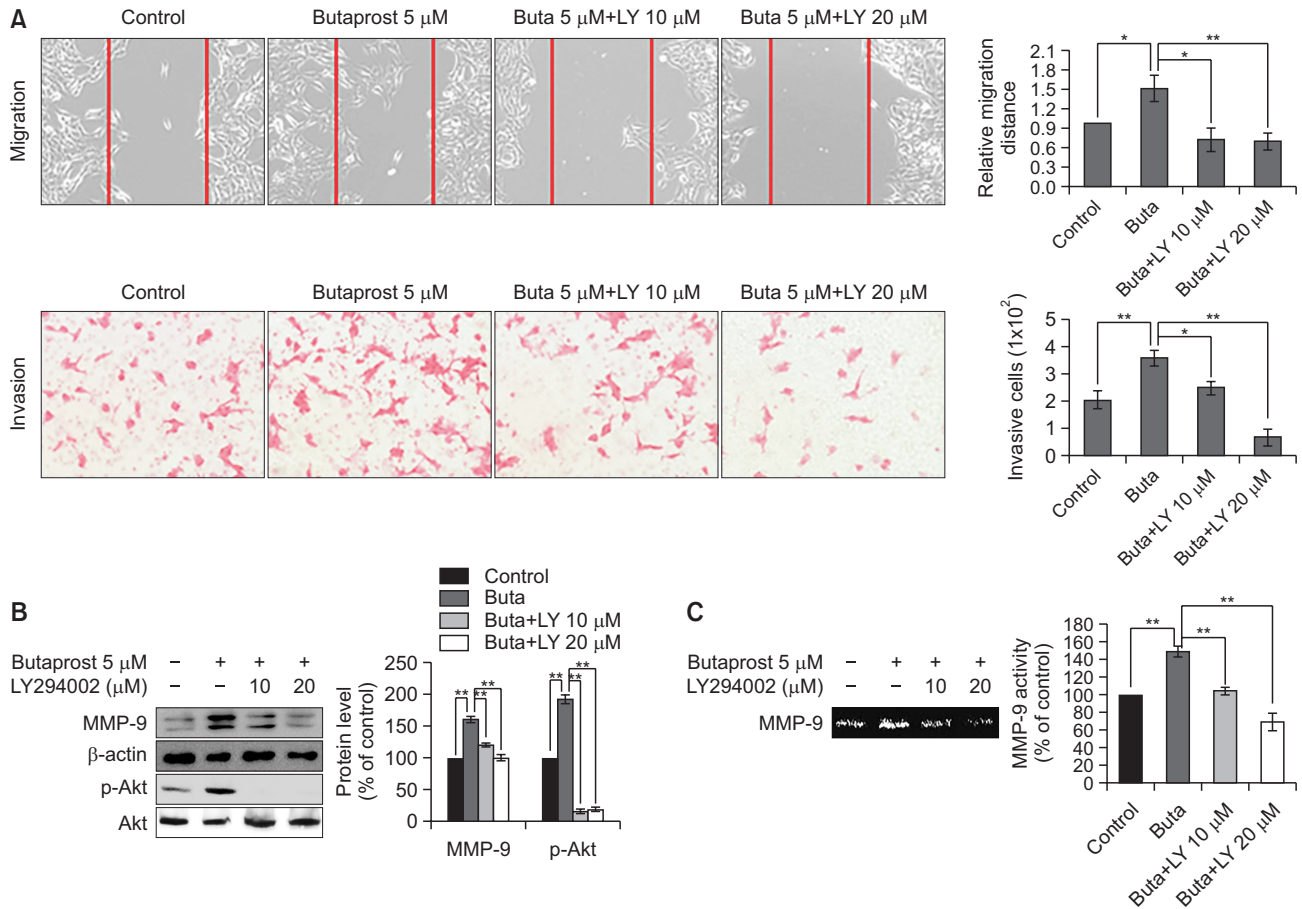 A
Control
Butaprost 5 μM
Buta 5 μM+LY 10 μM
Buta 5 μM+LY 20 μM
Migration
Relative migration
distance
2.1
1.8
1.5
1.2
0.9
0.6
0.3
0.0
*
**
*
Control
Buta
Buta+LY 10 μM
Buta+LY 20 μM
Control
Butaprost 5 μM
Buta 5 μM+LY 10 μM
Buta 5 μM+LY 20 μM
Invasion
Invasive cells (1x10²)
5
4
3
2
1
0
**
**
*
Control
Buta
Buta+LY 10 μM
Buta+LY 20 μM
B
Butaprost 5 μM – + + +
LY294002 (μM) – – 10 20
MMP-9
β-actin
p-Akt
Akt
Control
Buta
Buta+LY 10 μM
Buta+LY 20 μM
Protein level
(% of control)
250
200
150
100
50
0
** ** **
** ** **
MMP-9 p-Akt
C
Butaprost 5 μM – + + +
LY294002 (μM) – – 10 20
MMP-9
MMP-9 activity
(% of control)
180
160
140
120
100
80
60
40
20
0
**
**
**
Control
Buta
Buta+LY 10 μM
Buta+LY 20 μM